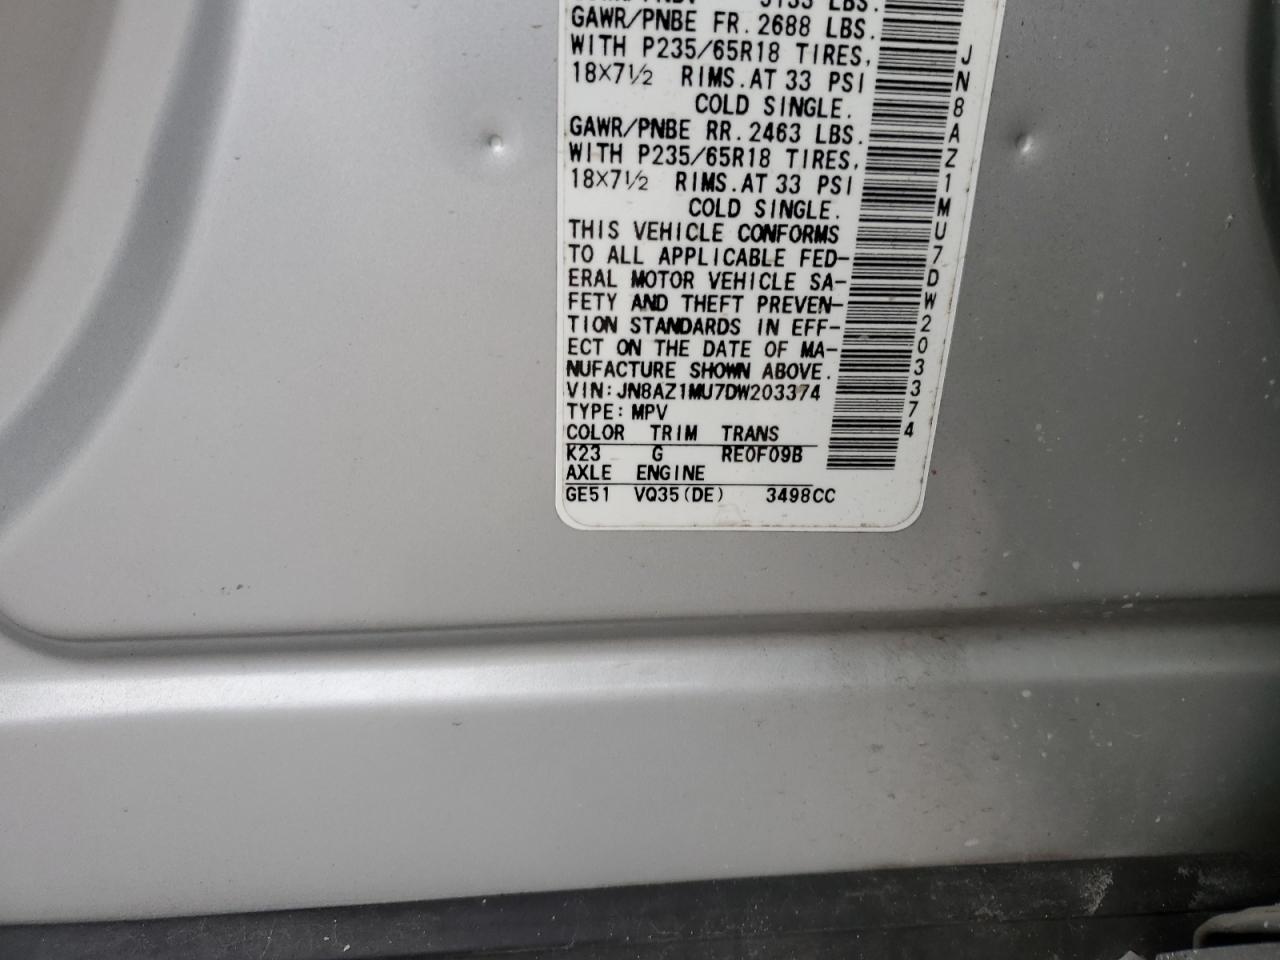 LBS.
GAWR/PNBE FR. 2688 LBS.
WITH P235/65R18 TIRES,
18×7½ RIMS. AT 33 PSI
COLD SINGLE.
GAWR/PNBE RR. 2463 LBS.
WITH P235/65R18 TIRES,
18×7½ RIMS. AT 33 PSI
COLD SINGLE.
THIS VEHICLE CONFORMS
TO ALL APPLICABLE FED-
ERAL MOTOR VEHICLE SA-
FETY AND THEFT PREVEN-
TION STANDARDS IN EFF-
ECT ON THE DATE OF MA-
NUFACTURE SHOWN ABOVE.
VIN: JN8AZ1MU7DW203374
TYPE: MPV
COLOR TRIM TRANS
K23 G RE0F09B
AXLE ENGINE
GE51 VQ35(DE) 3498CC
JN8AZ1MU7DW203374